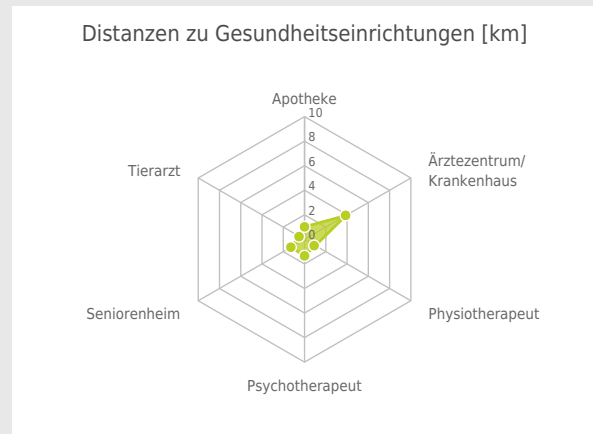 Distanzen zu Gesundheitseinrichtungen [km]
Apotheke
10
8
6
4
2
0
Ärztezentrum/
Krankenhaus
Tierarzt
Seniorenheim
Physiotherapeut
Psychotherapeut